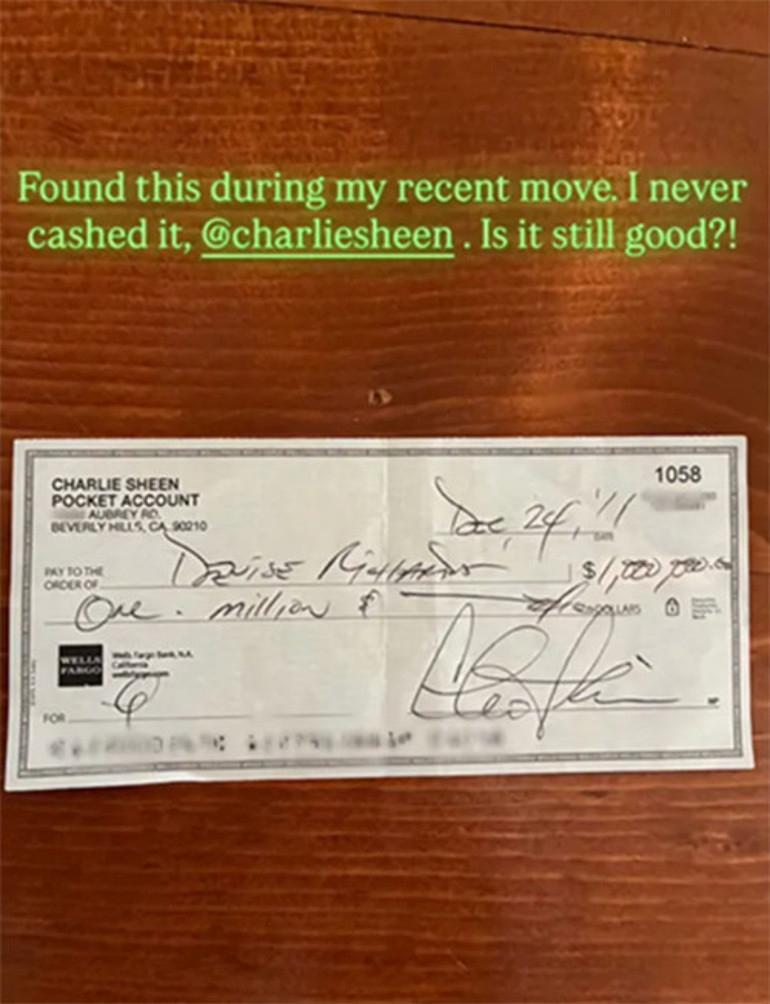 Found this during my recent move. I never
cashed it, @charliesheen . Is it still good?!
CHARLIE SHEEN
POCKET ACCOUNT
AUBREY RD.
BEVERLY HILLS, CA 90210
1058
Dec, 24, '11
DATE
PAY TO THE
ORDER OF
Denise Richards
$1,000,000.00
One. million $
DOLLARS
WELLS
FARGO
Wells Fargo Bank, N.A.
California
wellsfargo.com
FOR